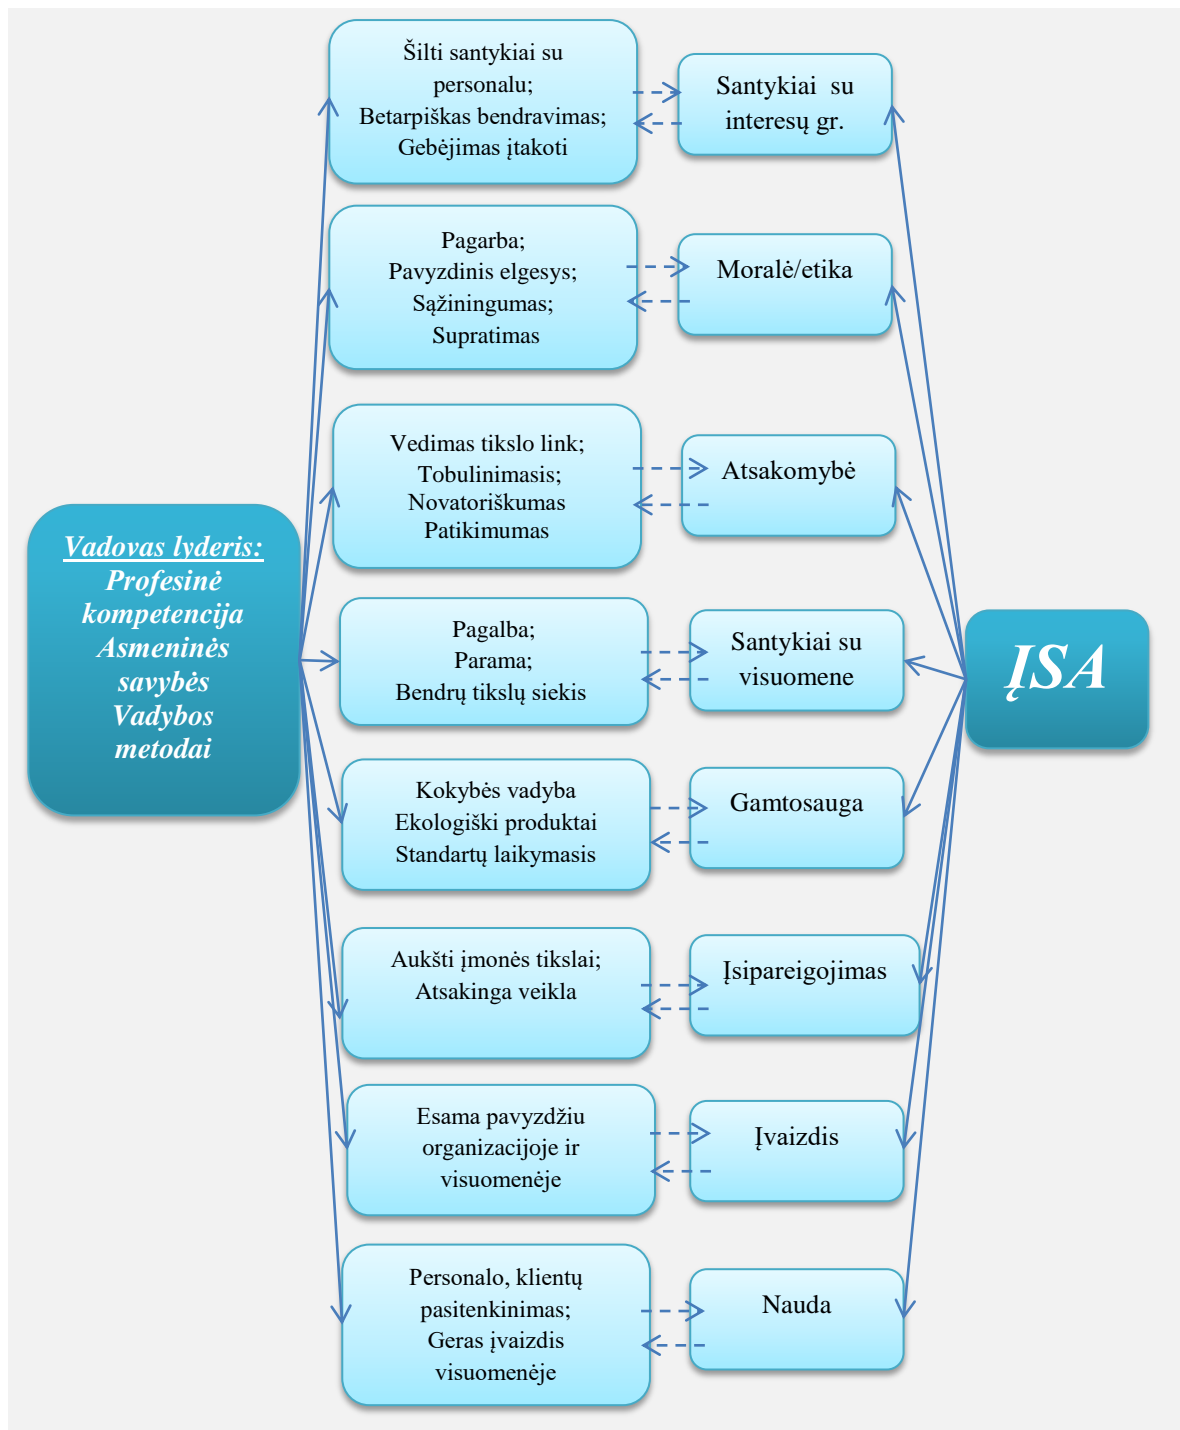 Šilti santykiai su
personalu;
Betarpiškas bendravimas;
Gebėjimas įtakoti
Santykiai su
interesų gr.
Pagarba;
Pavyzdinis elgesys;
Sąžiningumas;
Supratimas
Moralė/etika
Vedimas tikslo link;
Tobulinimasis;
Novatoriškumas
Patikimumas
Atsakomybė
Vadovas lyderis:
Profesinė
kompetencija
Asmeninės
savybės
Vadybos
metodai
Pagalba;
Parama;
Bendrų tikslų siekis
Santykiai su
visuomene
ĮSA
Kokybės vadyba
Ekologiški produktai
Standartų laikymasis
Gamtosauga
Aukšti įmonės tikslai;
Atsakinga veikla
Įsipareigojimas
Esama pavyzdžiu
organizacijoje ir
visuomenėje
Įvaizdis
Personalo, klientų
pasitenkinimas;
Geras įvaizdis
visuomenėje
Nauda